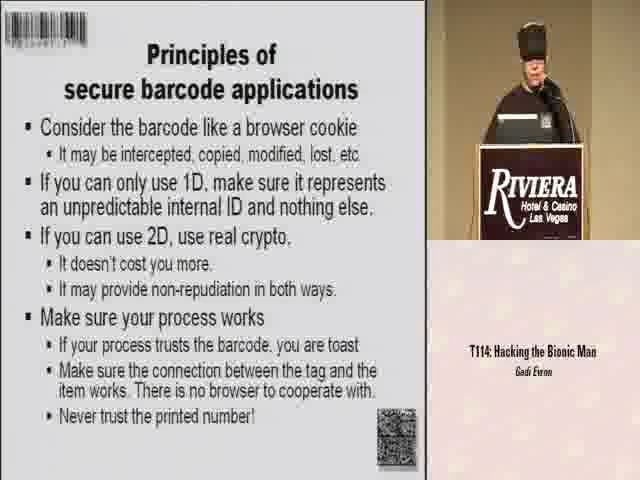 Principles of
secure barcode applications
Consider the barcode like a browser cookie
It may be intercepted, copied, modified, lost, etc.
If you can only use 1D, make sure it represents
an unpredictable internal ID and nothing else.
If you can use 2D, use real crypto.
It doesn't cost you more.
It may provide non-repudiation in both ways.
Make sure your process works
If your process trusts the barcode, you are toast
Make sure the connection between the tag and the
item works. There is no browser to cooperate with.
Never trust the printed number!
RIVIERA
Hotel & Casino
Las Vegas
T114: Hacking the Bionic Man
Gadi Evron